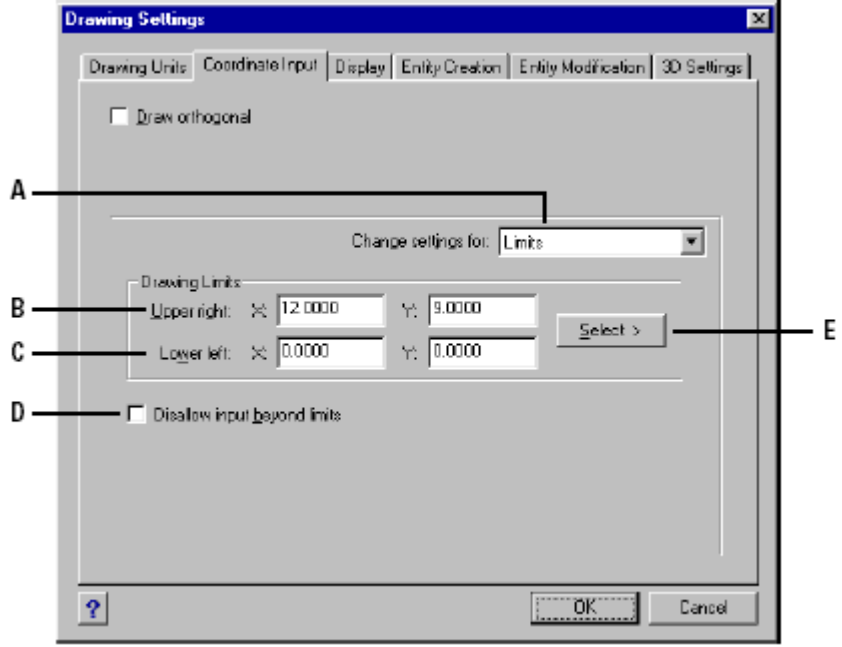 Drawing Settings
Drawing Units Coordinate Input Display Entity Creation Entity Modification 3D Settings
Draw orthogonal
A
Change settings for: Limits
Drawing Limits
B Upper right: X: 12.0000 Y: 9.0000
Select >
E
C Lower left: X: 0.0000 Y: 0.0000
D Disallow input beyond limits
? OK Cancel